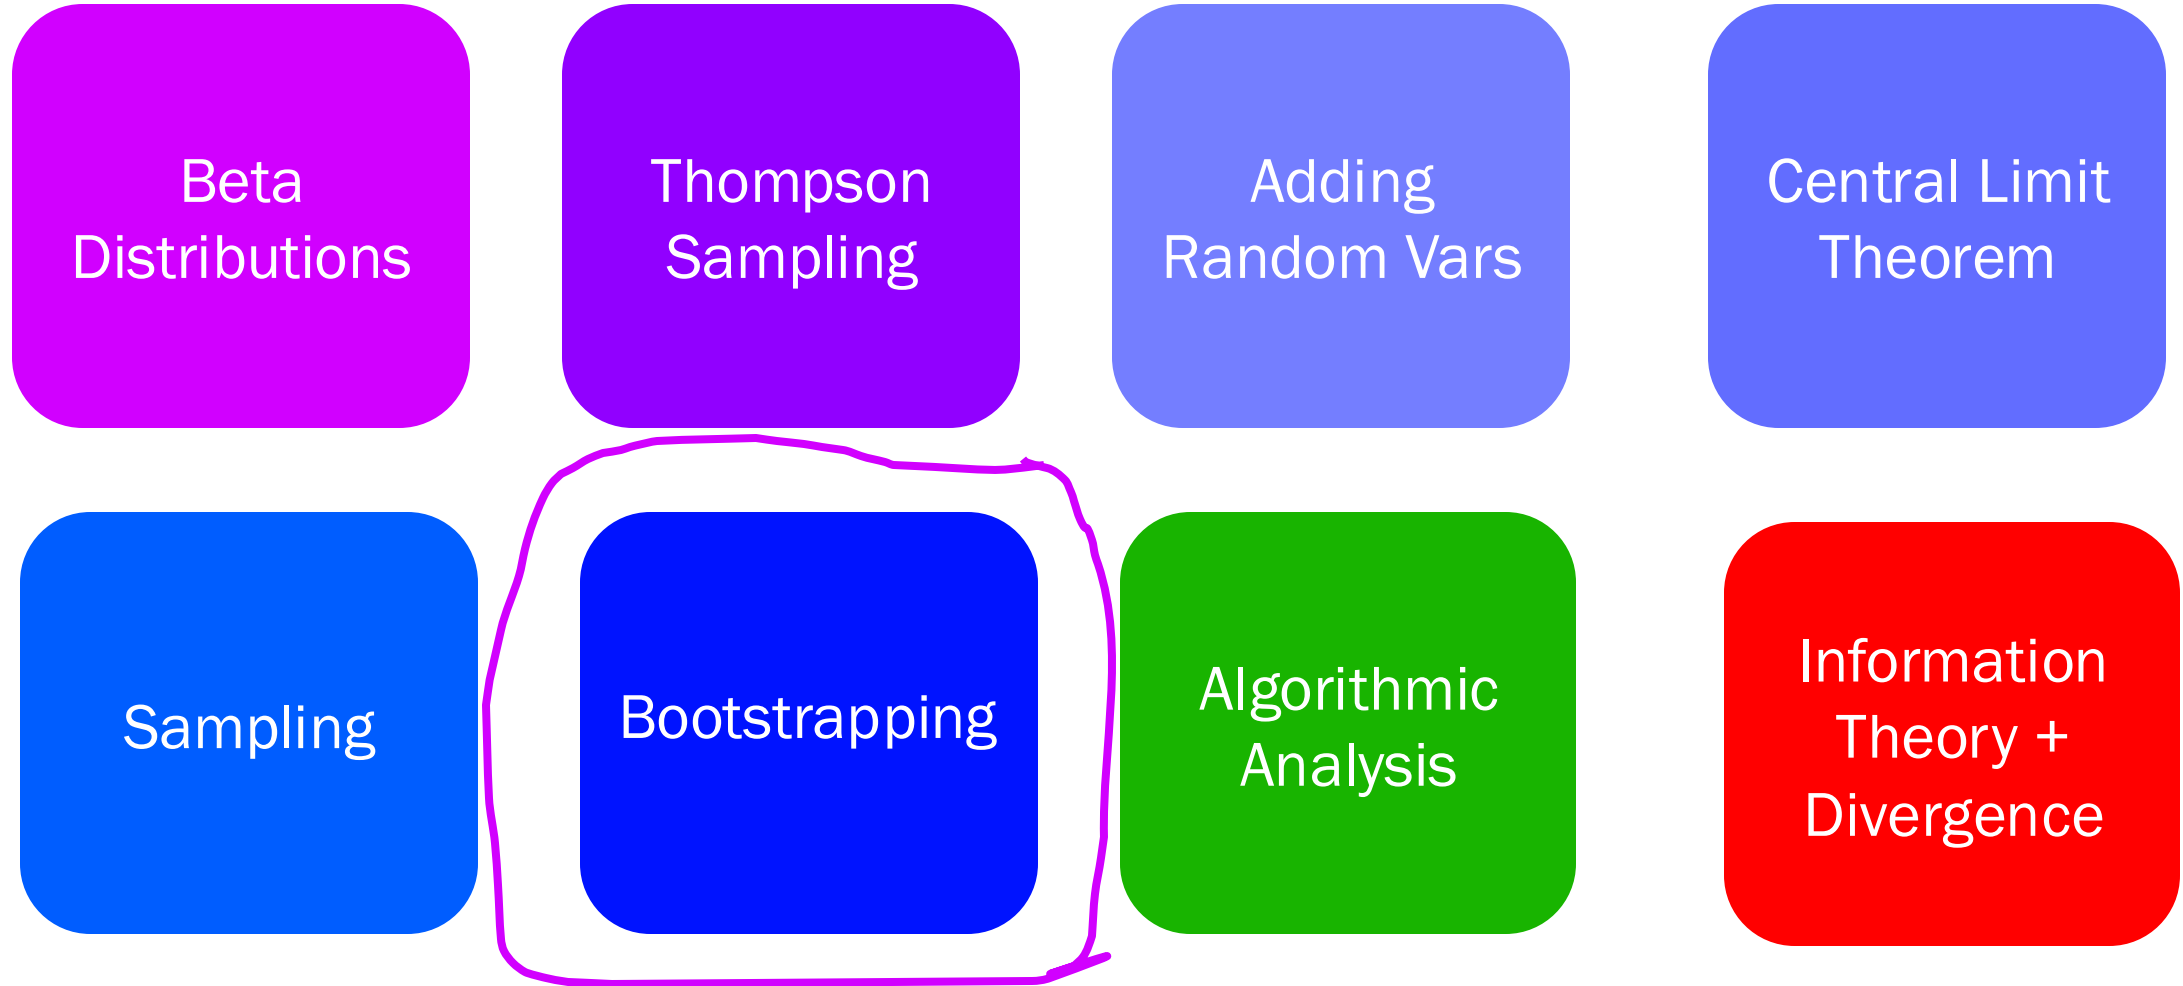 Beta
Distributions
Thompson
Sampling
Adding
Random Vars
Central Limit
Theorem
Sampling
Bootstrapping
Algorithmic
Analysis
Information
Theory +
Divergence